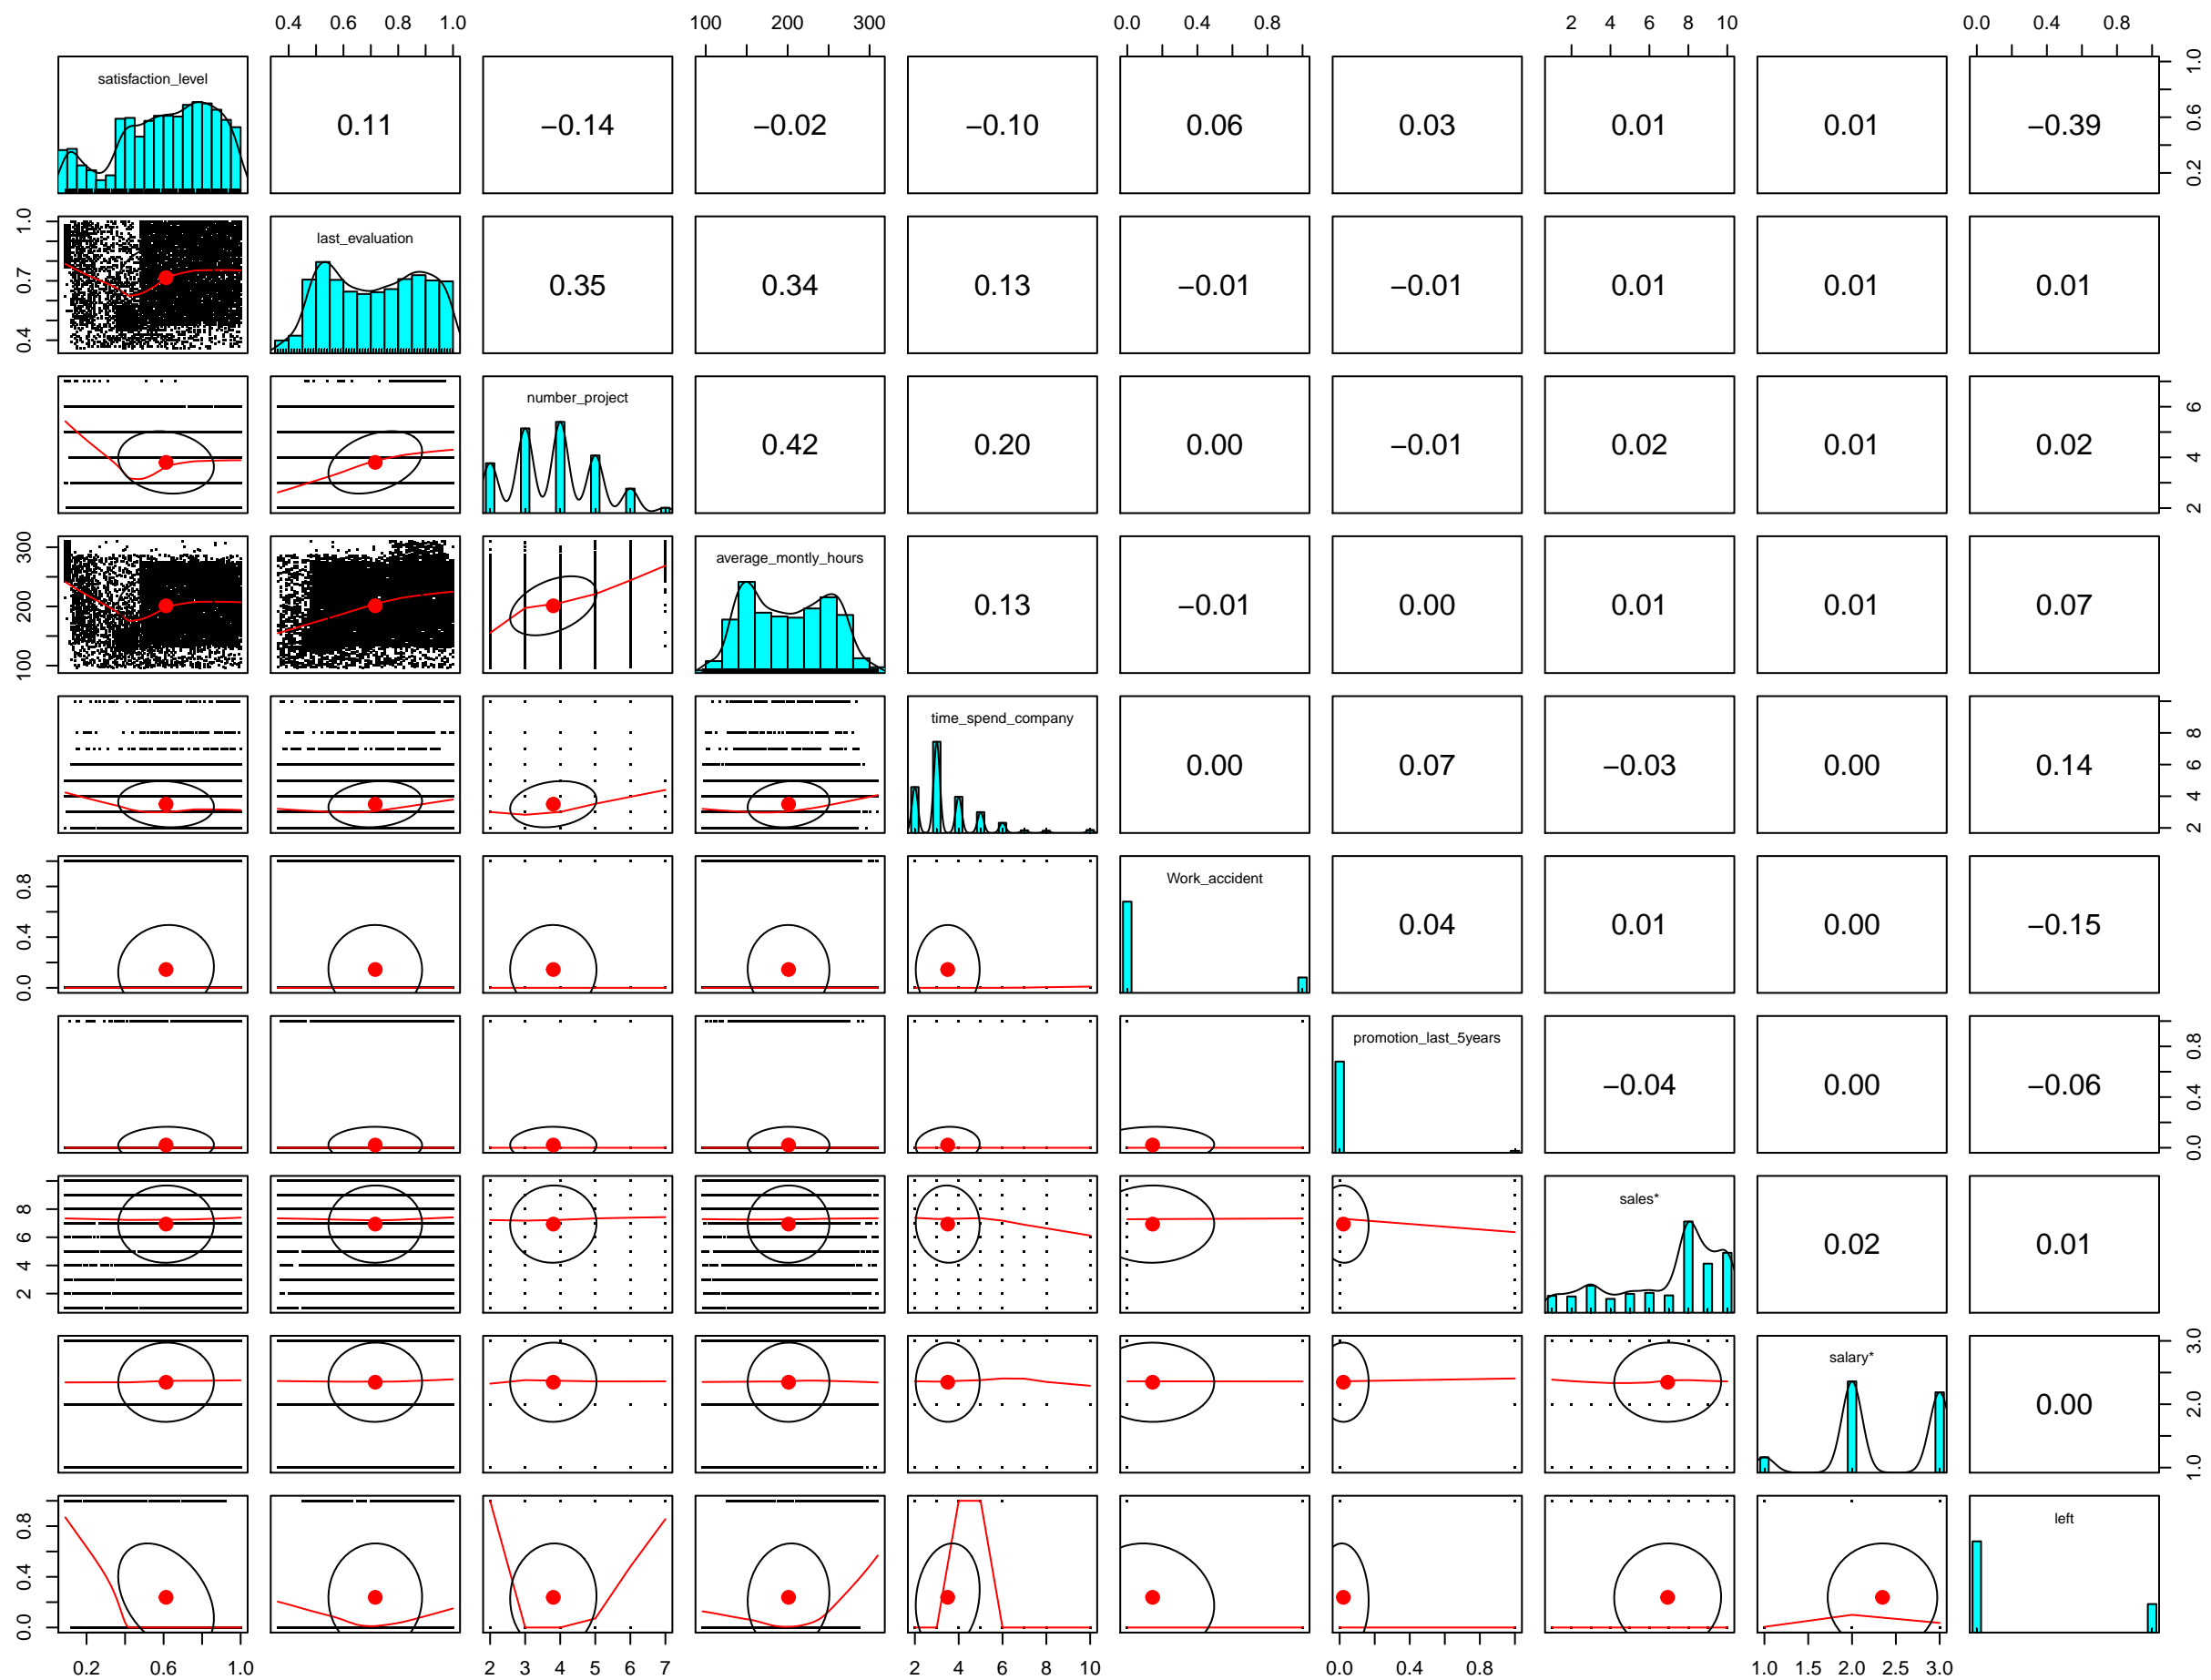 0.4 0.6 0.8 1.0 100 200 300 0.0 0.4 0.8 2 4 6 8 10 0.0 0.4 0.8
satisfaction_level
0.11 −0.14 −0.02 −0.10 0.06 0.03 0.01 0.01 −0.39
0.2 0.6 1.0
last_evaluation
0.4 0.7 1.0
0.35 0.34 0.13 −0.01 −0.01 0.01 0.01 0.01
number_project
0.42 0.20 0.00 −0.01 0.02 0.01 0.02
2 4 6
average_montly_hours
100 200 300
0.13 −0.01 0.00 0.01 0.01 0.07
time_spend_company
0.00 0.07 −0.03 0.00 0.14
2 4 6 8
Work_accident
0.0 0.4 0.8
0.04 0.01 0.00 −0.15
promotion_last_5years
−0.04 0.00 −0.06
0.0 0.4 0.8
sales*
2 4 6 8
0.02 0.01
salary*
0.00
1.0 2.0 3.0
left
0.0 0.4 0.8
0.2 0.6 1.0 2 3 4 5 6 7 2 4 6 8 10 0.0 0.4 0.8 1.0 1.5 2.0 2.5 3.0